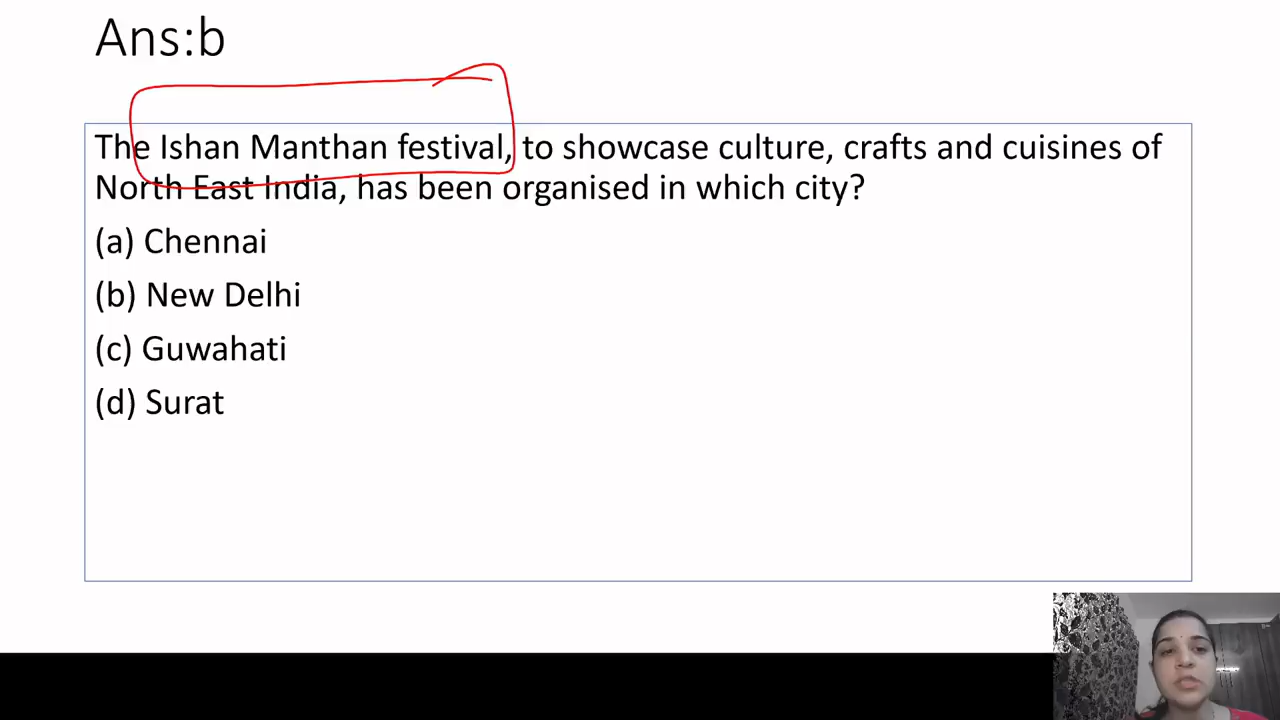 Ans:b
The Ishan Manthan festival, to showcase culture, crafts and cuisines of
North East India, has been organised in which city?
(a) Chennai
(b) New Delhi
(c) Guwahati
(d) Surat